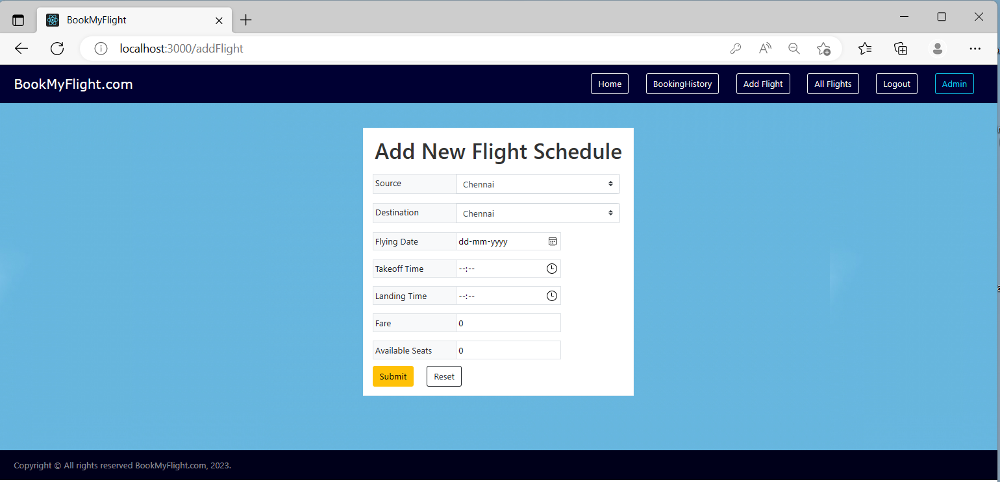 BookMyFlight
localhost:3000/addFlight
BookMyFlight.com
Home BookingHistory Add Flight All Flights Logout Admin
Add New Flight Schedule
Source Chennai
Destination Chennai
Flying Date dd-mm-yyyy
Takeoff Time --:--
Landing Time --:--
Fare 0
Available Seats 0
Submit Reset
Copyright © All rights reserved BookMyFlight.com, 2023.